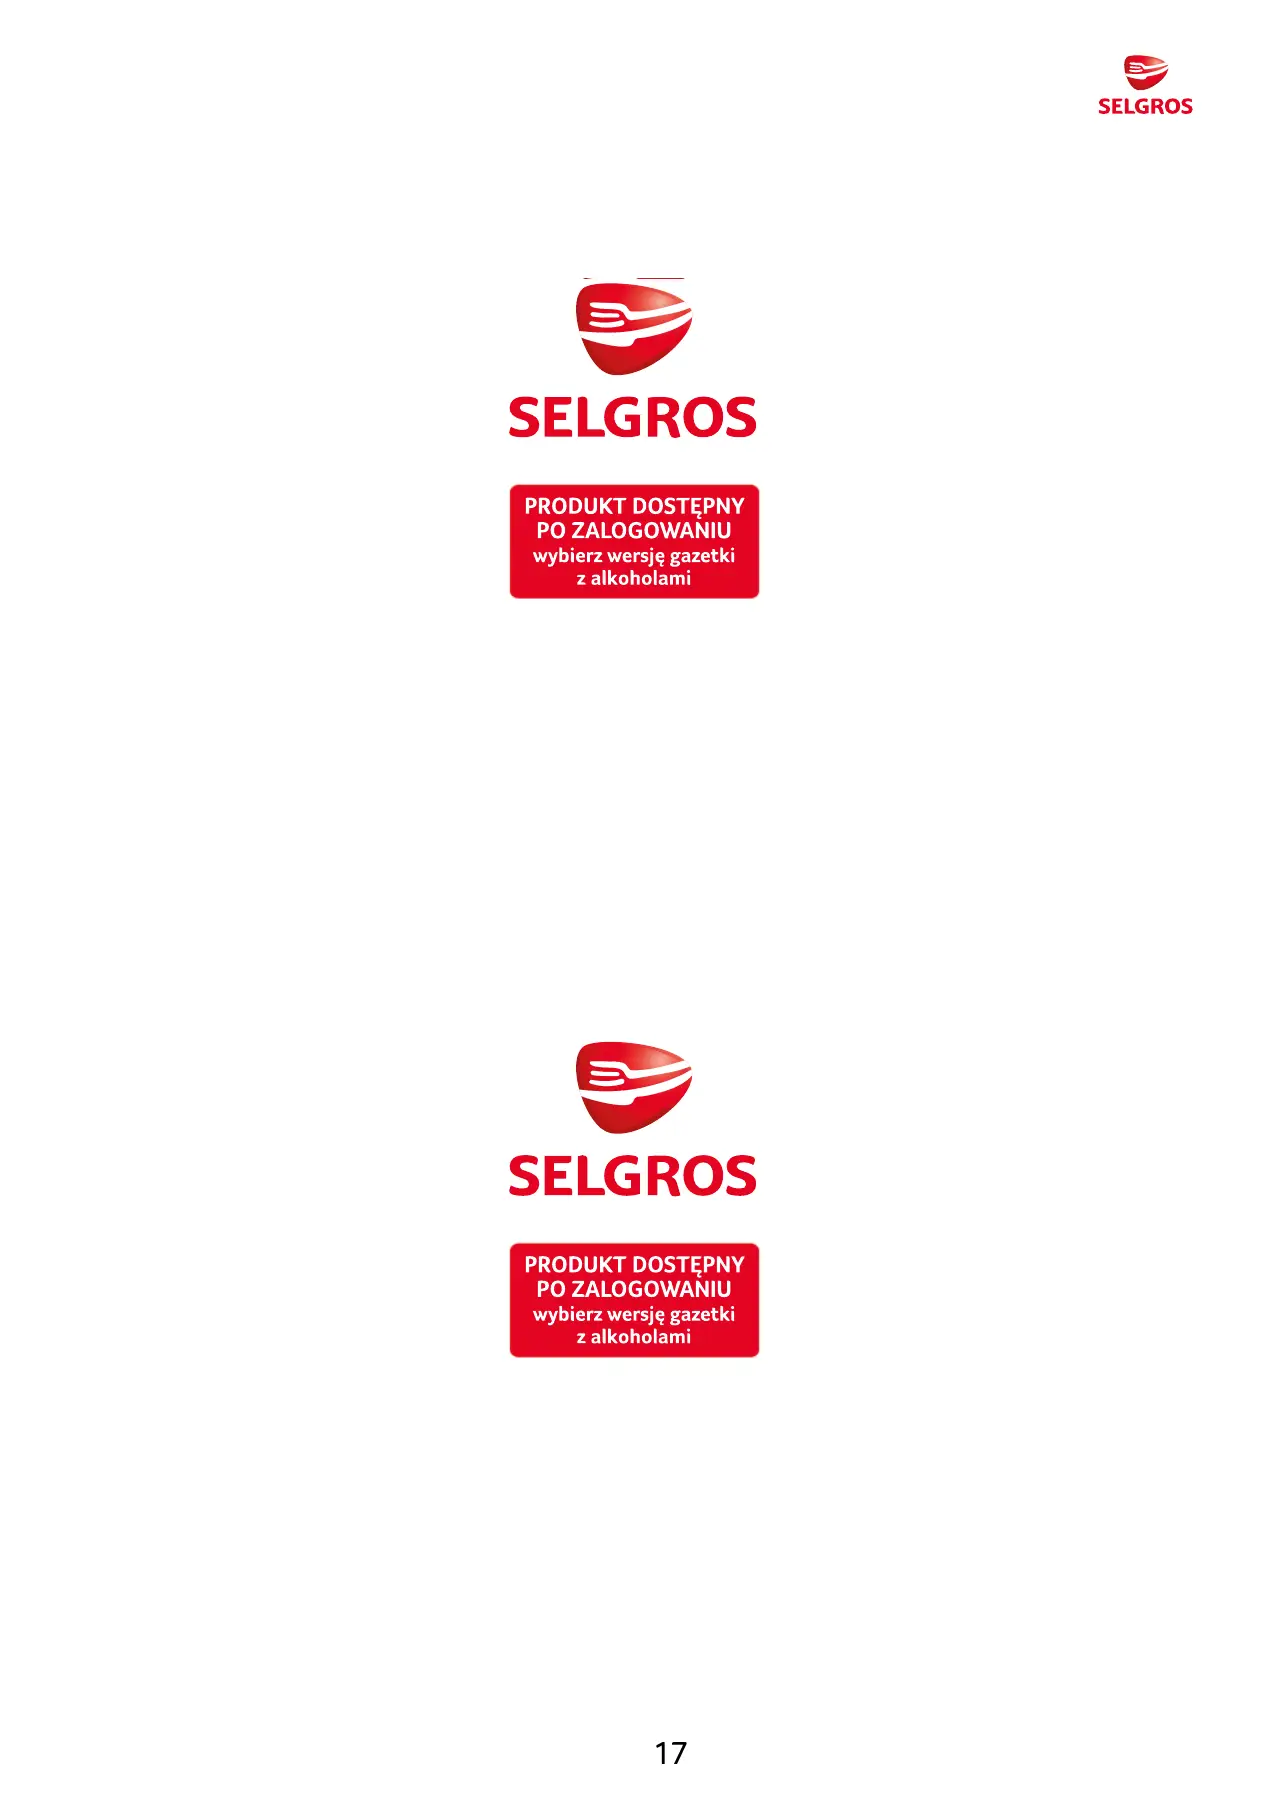 SELGROS
SELGROS
PRODUKT DOSTĘPNY
PO ZALOGOWANIU
wybierz wersję gazetki
z alkoholami
SELGROS
PRODUKT DOSTĘPNY
PO ZALOGOWANIU
wybierz wersję gazetki
z alkoholami
17